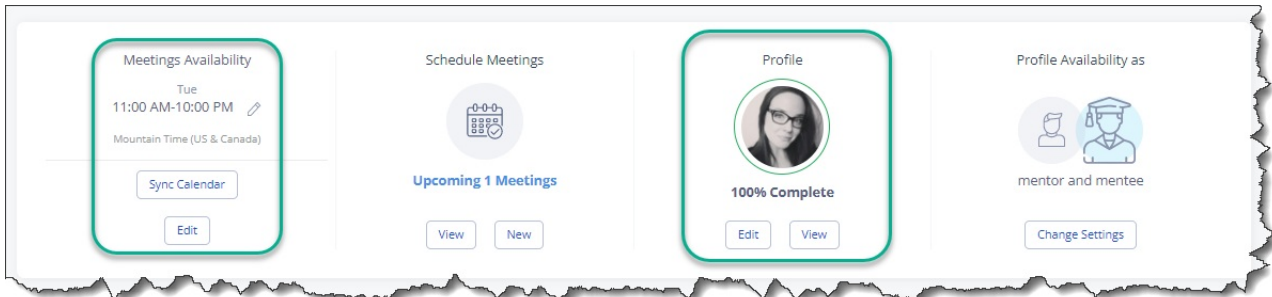 Meetings Availability
Tue
11:00 AM-10:00 PM
Mountain Time (US & Canada)
Sync Calendar
Edit
Schedule Meetings
Upcoming 1 Meetings
View New
Profile
100% Complete
Edit View
Profile Availability as
mentor and mentee
Change Settings